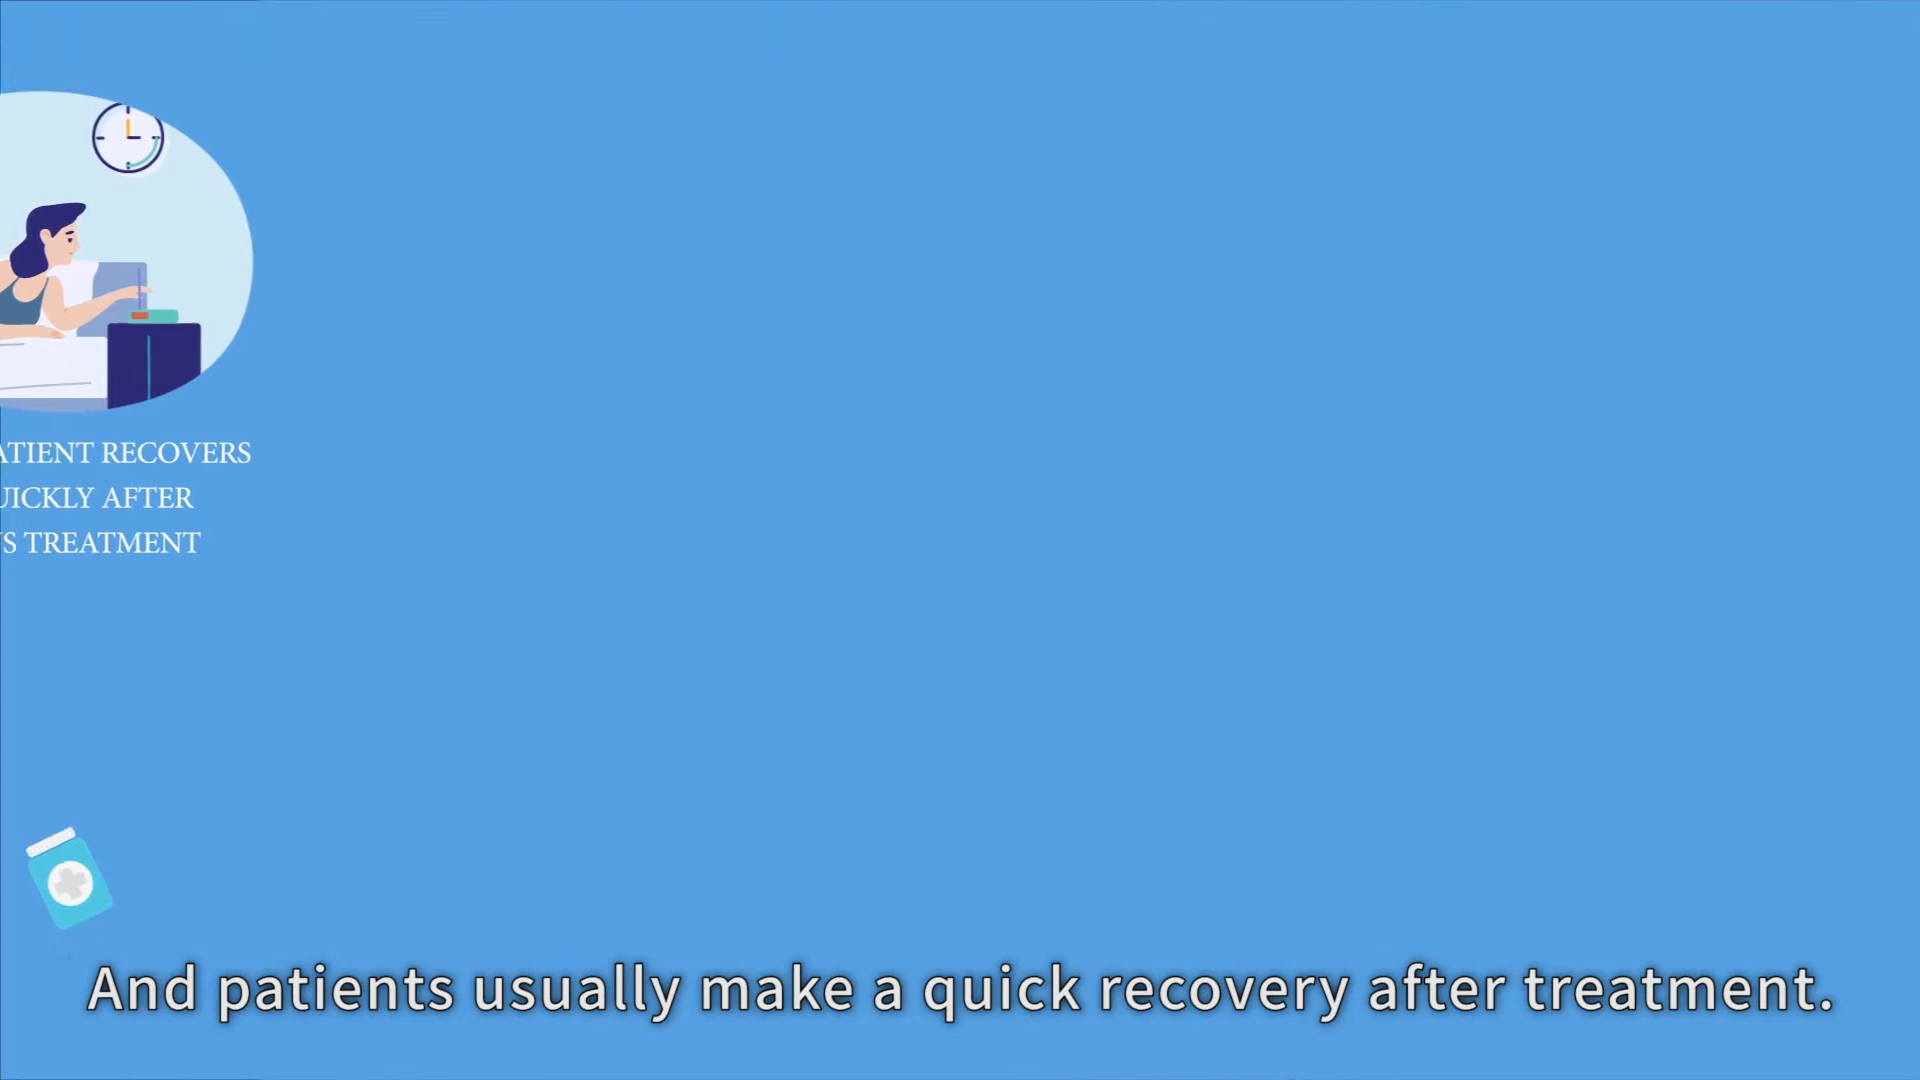 ATIENT RECOVERS
UICKLY AFTER
S TREATMENT
And patients usually make a quick recovery after treatment.